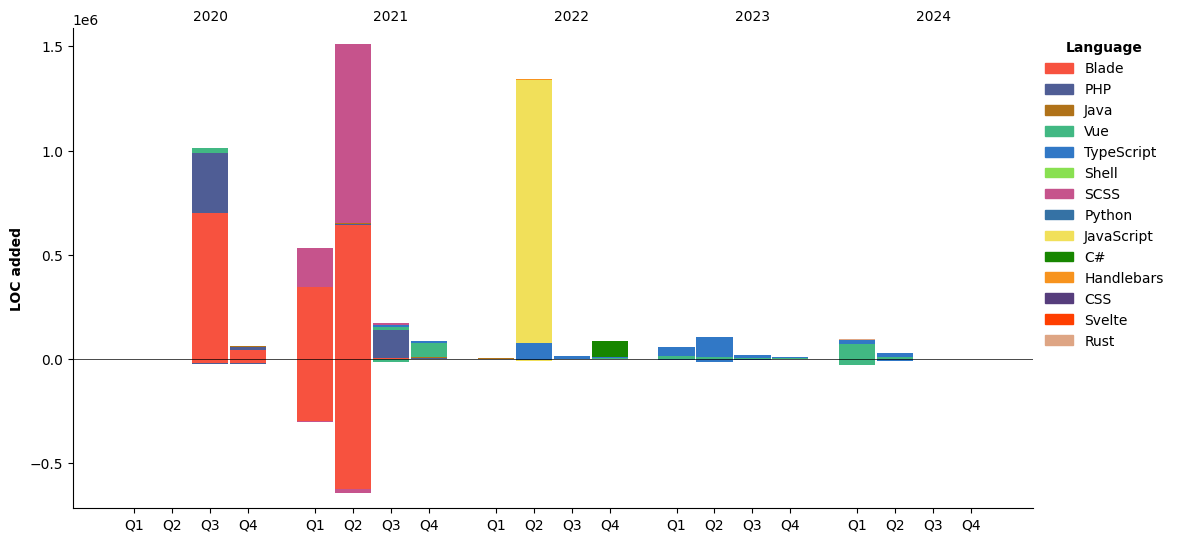 2020 2021 2022 2023 2024
1e6
1.5
1.0
0.5
0.0
−0.5
LOC added
Q1 Q2 Q3 Q4 Q1 Q2 Q3 Q4 Q1 Q2 Q3 Q4 Q1 Q2 Q3 Q4 Q1 Q2 Q3 Q4
Language
Blade
PHP
Java
Vue
TypeScript
Shell
SCSS
Python
JavaScript
C#
Handlebars
CSS
Svelte
Rust